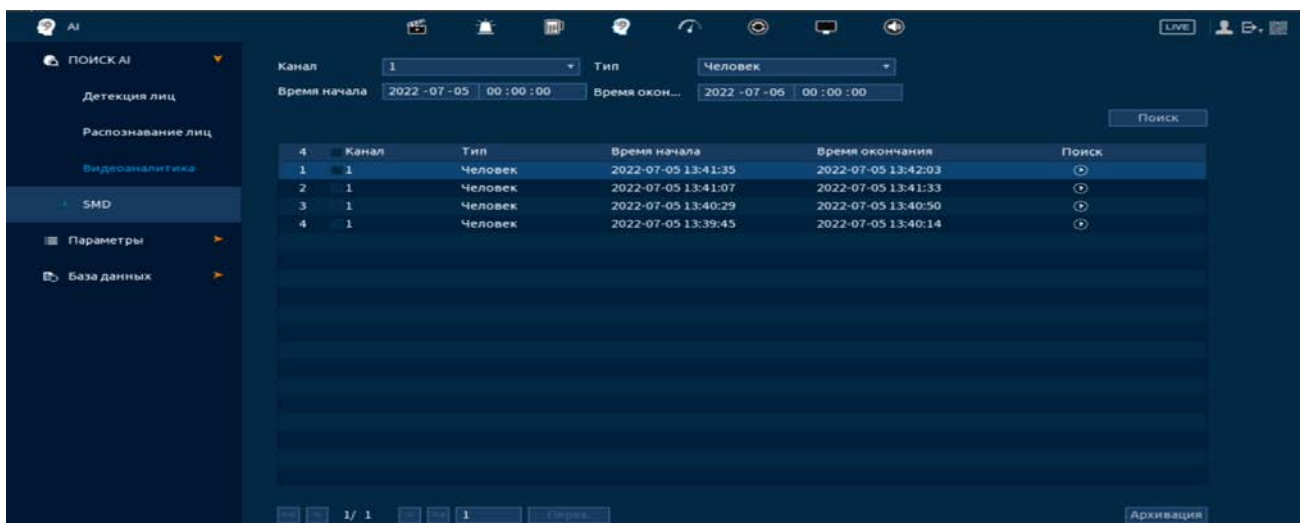 AI LIVE
ПОИСК AI
Канал 1 Тип Человек
Время начала 2022 -07 -05 00 :00 :00 Время окон... 2022 -07 -06 00 :00 :00
Детекция лиц
Поиск
Распознавание лиц
4 Канал Тип Время начала Время окончания Поиск
Видеоаналитика
1 1 Человек 2022-07-05 13:41:35 2022-07-05 13:42:03
2 1 Человек 2022-07-05 13:41:07 2022-07-05 13:41:33
SMD
3 1 Человек 2022-07-05 13:40:29 2022-07-05 13:40:50
4 1 Человек 2022-07-05 13:39:45 2022-07-05 13:40:14
Параметры
База данных
1/ 1 1 Архивация